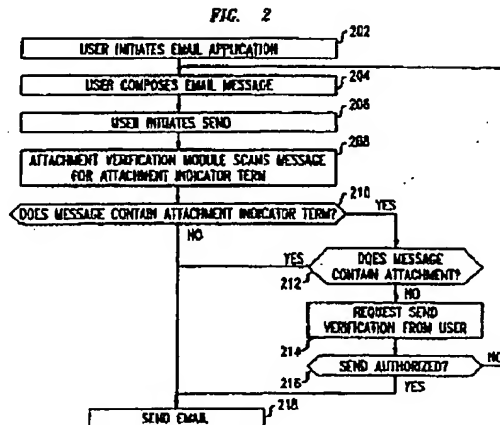 FIG. 2
202
USER INITIATES EMAIL APPLICATION
204
USER COMPOSES EMAIL MESSAGE
206
USER INITIATES SEND
208
ATTACHMENT VERIFICATION MODULE SCANS MESSAGE
FOR ATTACHMENT INDICATOR TERM
210
DOES MESSAGE CONTAIN ATTACHMENT INDICATOR TERM?
YES
NO
YES
DOES MESSAGE
CONTAIN ATTACHMENT?
212
NO
REQUEST SEND
VERIFICATION FROM USER
214
SEND AUTHORIZED?
NO
216
YES
218
SEND EMAIL